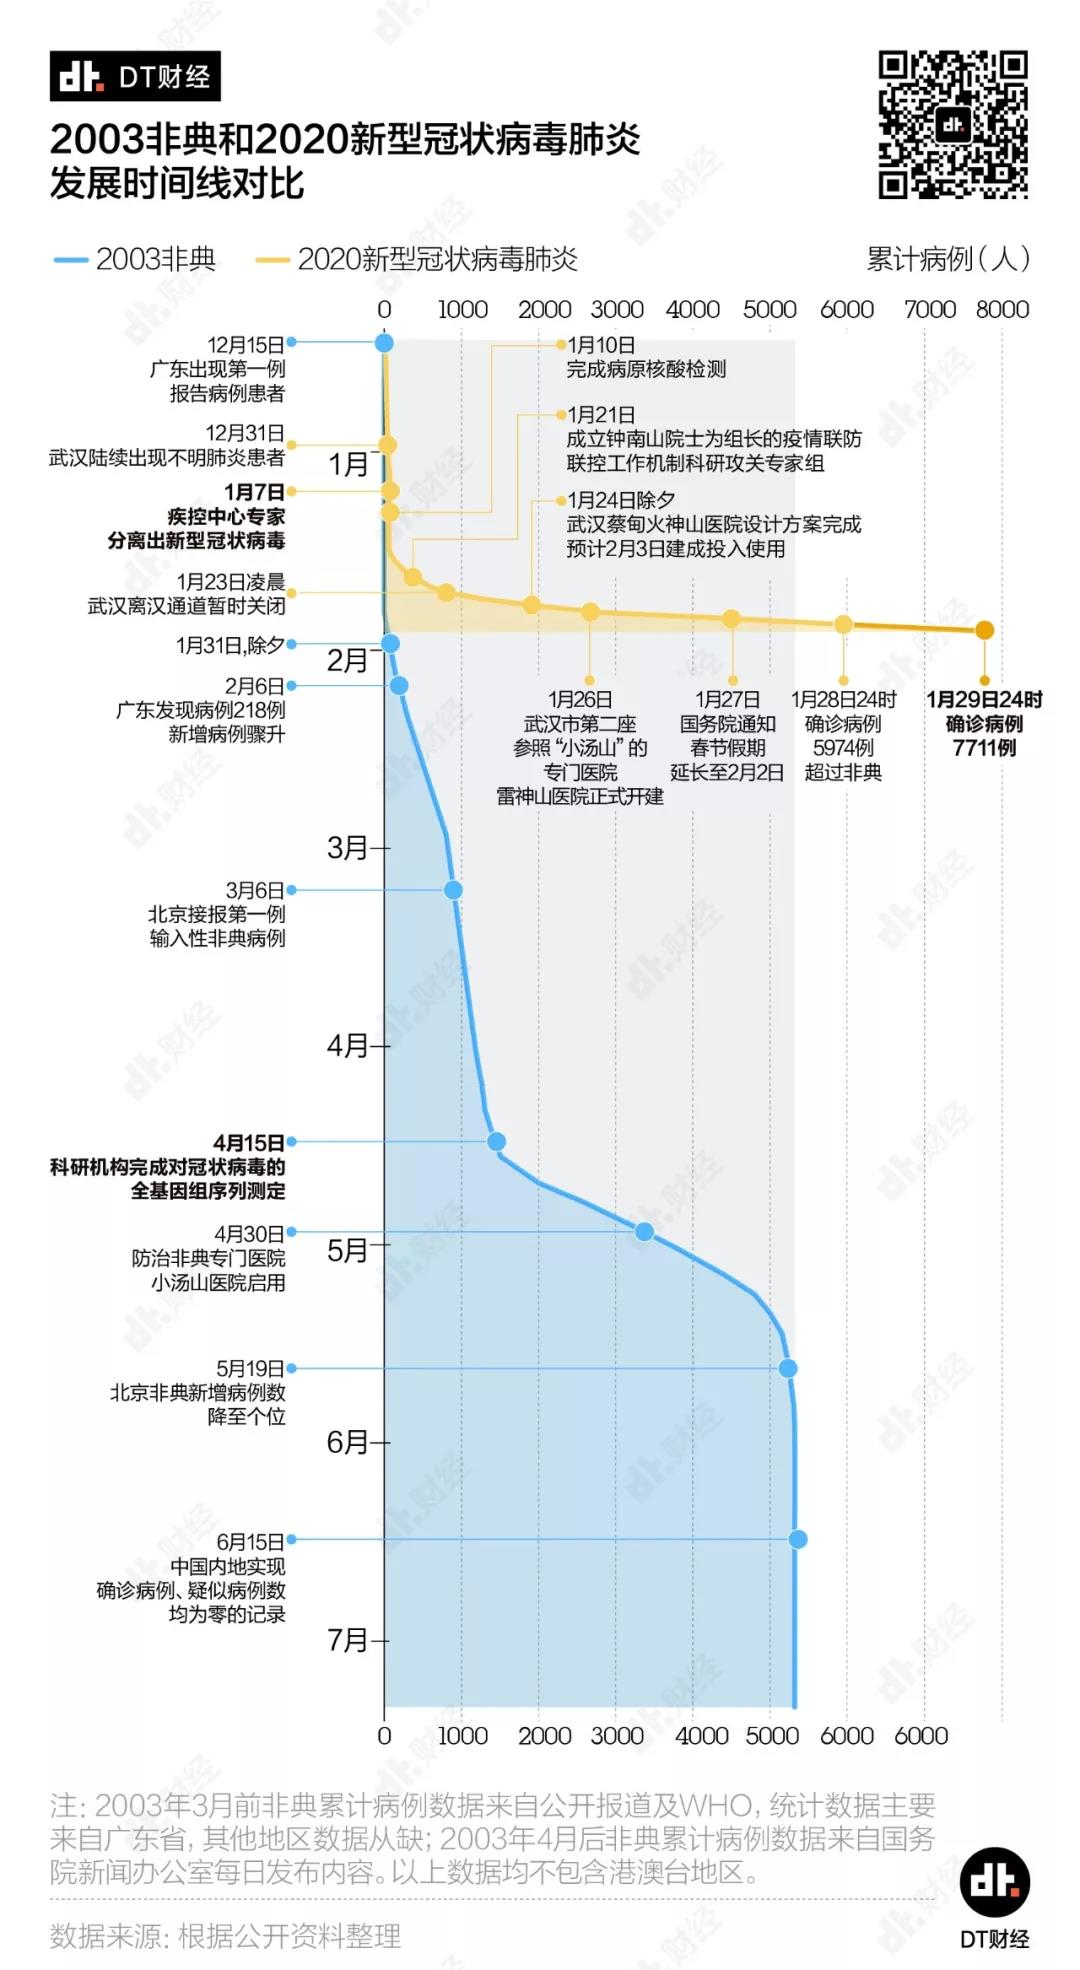 DT财经
2003非典和2020新型冠状病毒肺炎
发展时间线对比
2003非典
2020新型冠状病毒肺炎
累计病例(人)
0 1000 2000 3000 4000 5000 6000 7000 8000
12月15日
广东出现第一例
报告病例患者
12月31日
武汉陆续出现不明肺炎患者
1月
1月7日
疾控中心专家
分离出新型冠状病毒
1月10日
完成病原核酸检测
1月21日
成立钟南山院士为组长的疫情联防
联控工作机制科研攻关专家组
1月24日除夕
武汉蔡甸火神山医院设计方案完成
预计2月3日建成投入使用
1月23日凌晨
武汉离汉通道暂时关闭
1月31日,除夕
2月
2月6日
广东发现病例218例
新增病例骤升
1月26日
武汉市第二座
参照“小汤山”的
专门医院
雷神山医院正式开建
1月27日
国务院通知
春节假期
延长至2月2日
1月28日24时
确诊病例
5974例
超过非典
1月29日24时
确诊病例
7711例
3月
3月6日
北京接报第一例
输入性非典病例
4月
4月15日
科研机构完成对冠状病毒的
全基因组序列测定
4月30日
防治非典专门医院
小汤山医院启用
5月
5月19日
北京非典新增病例数
降至个位
6月
6月15日
中国内地实现
确诊病例、疑似病例数
均为零的记录
7月
0 1000 2000 3000 4000 5000 6000 6000
注: 2003年3月前非典累计病例数据来自公开报道及WHO, 统计数据主要
来自广东省, 其他地区数据从缺; 2003年4月后非典累计病例数据来自国务
院新闻办公室每日发布内容。以上数据均不包含港澳台地区。
数据来源: 根据公开资料整理
DT财经